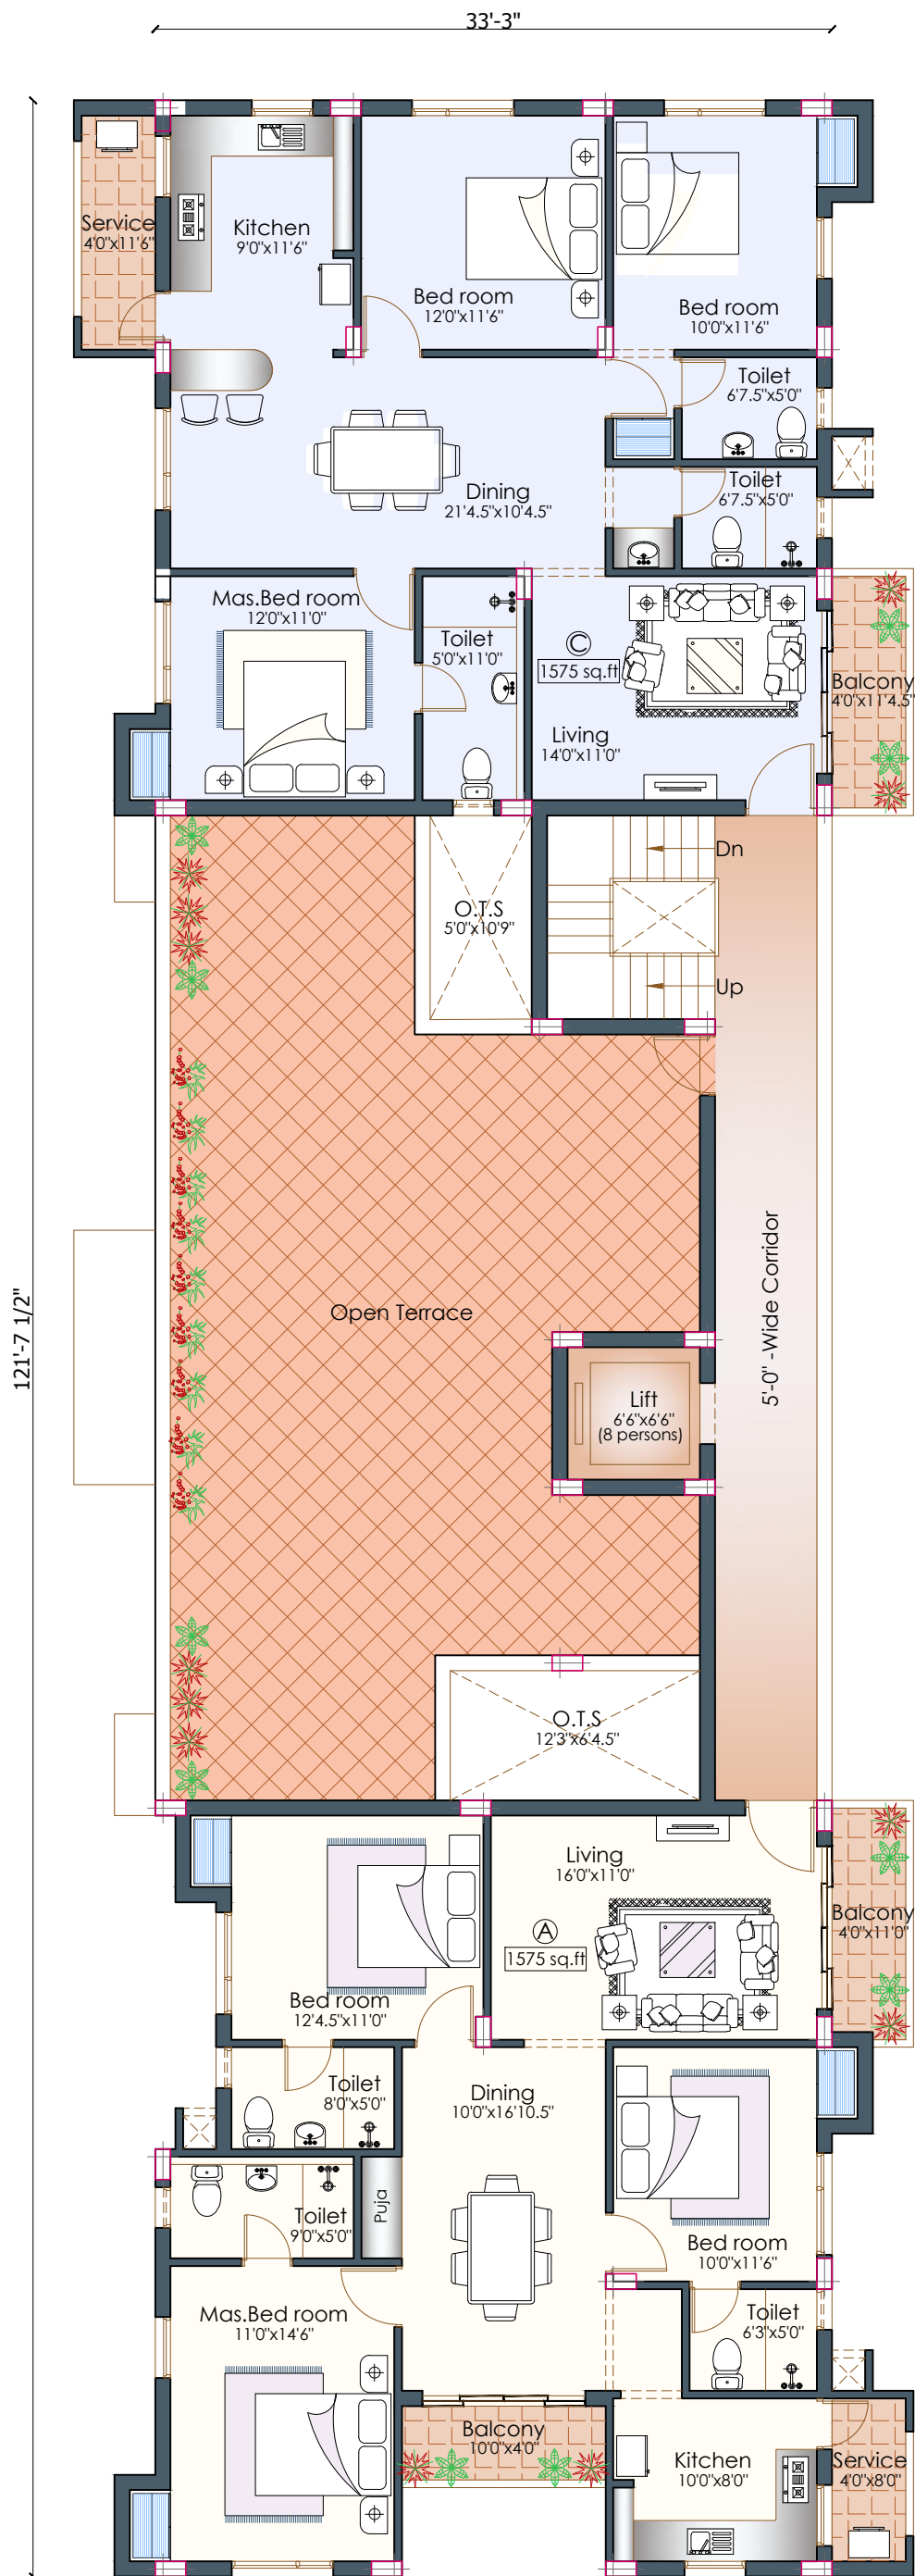 33'-3"
Service
4'0"x11'6"
Kitchen
9'0"x11'6"
Bed room
12'0"x11'6"
Bed room
10'0"x11'6"
Toilet
6'7.5"x5'0"
Toilet
6'7.5"x5'0"
Dining
21'4.5"x10'4.5"
Mas.Bed room
12'0"x11'0"
Toilet
5'0"x11'0"
C
1575 sq.ft
Living
14'0"x11'0"
Balcony
4'0"x11'4.5"
Dn
O.T.S
5'0"x10'9"
Up
121'-7 1/2"
Open Terrace
5'-0" -Wide Corridor
Lift
6'6"x6'6"
(8 persons)
O.T.S
12'3"x6'4.5"
Living
16'0"x11'0"
A
1575 sq.ft
Balcony
4'0"x11'0"
Bed room
12'4.5"x11'0"
Toilet
8'0"x5'0"
Dining
10'0"x16'10.5"
Puja
Toilet
9'0"x5'0"
Bed room
10'0"x11'6"
Mas.Bed room
11'0"x14'6"
Toilet
6'3"x5'0"
Balcony
10'0"x4'0"
Kitchen
10'0"x8'0"
Service
4'0"x8'0"